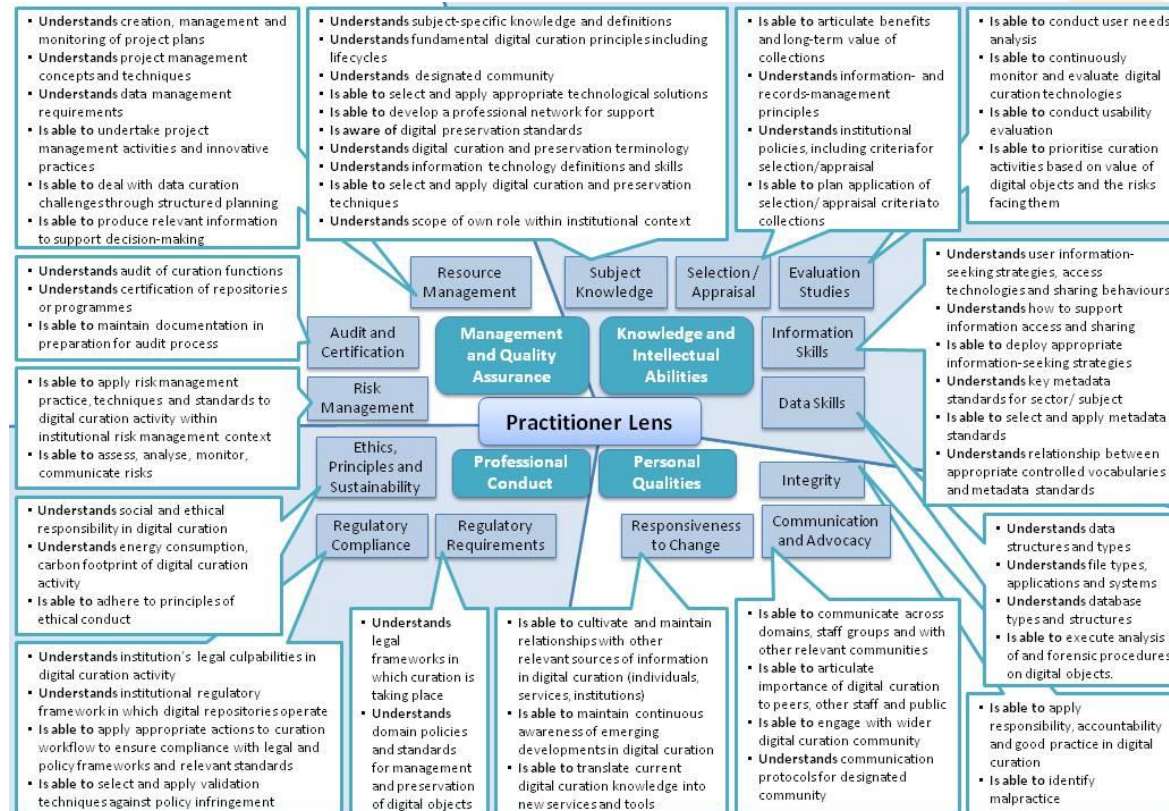 ▪ Understands creation, management and
monitoring of project plans
▪ Understands project management
concepts and techniques
▪ Understands data management
requirements
▪ Is able to undertake project
management activities and innovative
practices
▪ Is able to deal with data curation
challenges through structured planning
▪ Is able to produce relevant information
to support decision-making
▪ Understands subject-specific knowledge and definitions
▪ Understands fundamental digital curation principles including
lifecycles
▪ Understands designated community
▪ Is able to select and apply appropriate technological solutions
▪ Is able to develop a professional network for support
▪ Is aware of digital preservation standards
▪ Understands digital curation and preservation terminology
▪ Understands information technology definitions and skills
▪ Is able to select and apply digital curation and preservation
techniques
▪ Understands scope of own role within institutional context
▪ Is able to articulate benefits
and long-term value of
collections
▪ Understands information- and
records-management
principles
▪ Understands institutional
policies, including criteria for
selection/appraisal
▪ Is able to plan application of
selection/ appraisal criteria to
collections
▪ Is able to conduct user needs
analysis
▪ Is able to continuously
monitor and evaluate digital
curation technologies
▪ Is able to conduct usability
evaluation
▪ Is able to prioritise curation
activities based on value of
digital objects and the risks
facing them
Resource
Management
Subject
Knowledge
Selection /
Appraisal
Evaluation
Studies
▪ Understands audit of curation functions
▪ Understands certification of repositories
or programmes
▪ Is able to maintain documentation in
preparation for audit process
Audit and
Certification
Management
and Quality
Assurance
Knowledge and
Intellectual
Abilities
Information
Skills
▪ Understands user information-
seeking strategies, access
technologies and sharing behaviours
▪ Understands how to support
information access and sharing
▪ Is able to deploy appropriate
information-seeking strategies
▪ Understands key metadata
standards for sector/ subject
▪ Is able to select and apply metadata
standards
▪ Understands relationship between
appropriate controlled vocabularies
and metadata standards
▪ Is able to apply risk management
practice, techniques and standards to
digital curation activity within
institutional risk management context
▪ Is able to assess, analyse, monitor,
communicate risks
Risk
Management
Data Skills
Practitioner Lens
Ethics,
Principles and
Sustainability
Professional
Conduct
Personal
Qualities
Integrity
▪ Understands social and ethical
responsibility in digital curation
▪ Understands energy consumption,
carbon footprint of digital curation
activity
▪ Is able to adhere to principles of
ethical conduct
Regulatory
Compliance
Regulatory
Requirements
Responsiveness
to Change
Communication
and Advocacy
▪ Understands data
structures and types
▪ Understands file types,
applications and systems
▪ Understands database
types and structures
▪ Is able to execute analysis
of and forensic procedures
on digital objects.
▪ Understands institution's legal culpabilities in
digital curation activity
▪ Understands institutional regulatory
framework in which digital repositories operate
▪ Is able to apply appropriate actions to curation
workflow to ensure compliance with legal and
policy frameworks and relevant standards
▪ Is able to select and apply validation
techniques against policy infringement
▪ Understands
legal
frameworks in
which curation is
taking place
▪ Understands
domain policies
and standards
for management
and preservation
of digital objects
▪ Is able to cultivate and maintain
relationships with other
relevant sources of information
in digital curation (individuals,
services, institutions)
▪ Is able to maintain continuous
awareness of emerging
developments in digital curation
▪ Is able to translate current
digital curation knowledge into
new services and tools
▪ Is able to communicate across
domains, staff groups and with
other relevant communities
▪ Is able to articulate
importance of digital curation
to peers, other staff and public
▪ Is able to engage with wider
digital curation community
▪ Understands communication
protocols for designated
community
▪ Is able to apply
responsibility, accountability
and good practice in digital
curation
▪ Is able to identify
malpractice